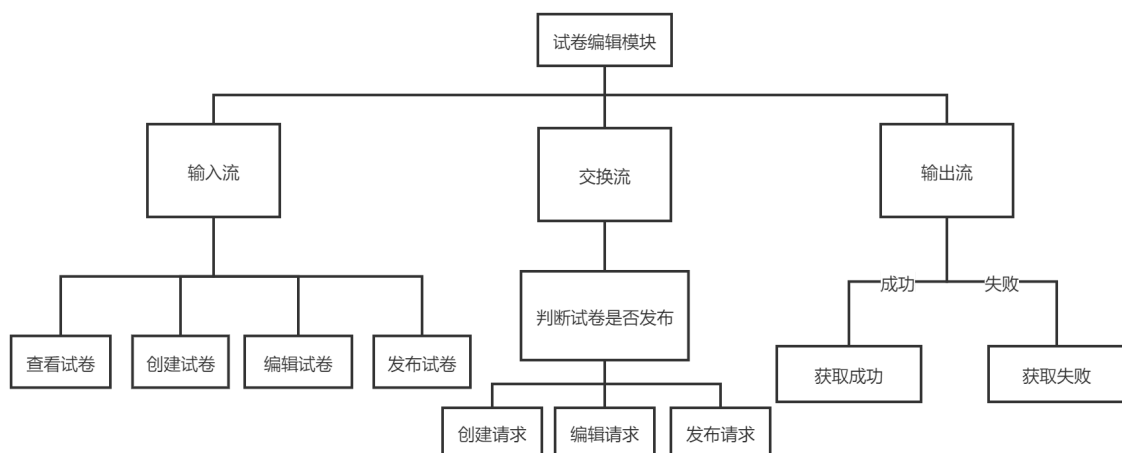 试卷编辑模块
输入流
交换流
输出流
成功
失败
判断试卷是否发布
查看试卷
创建试卷
编辑试卷
发布试卷
获取成功
获取失败
创建请求
编辑请求
发布请求